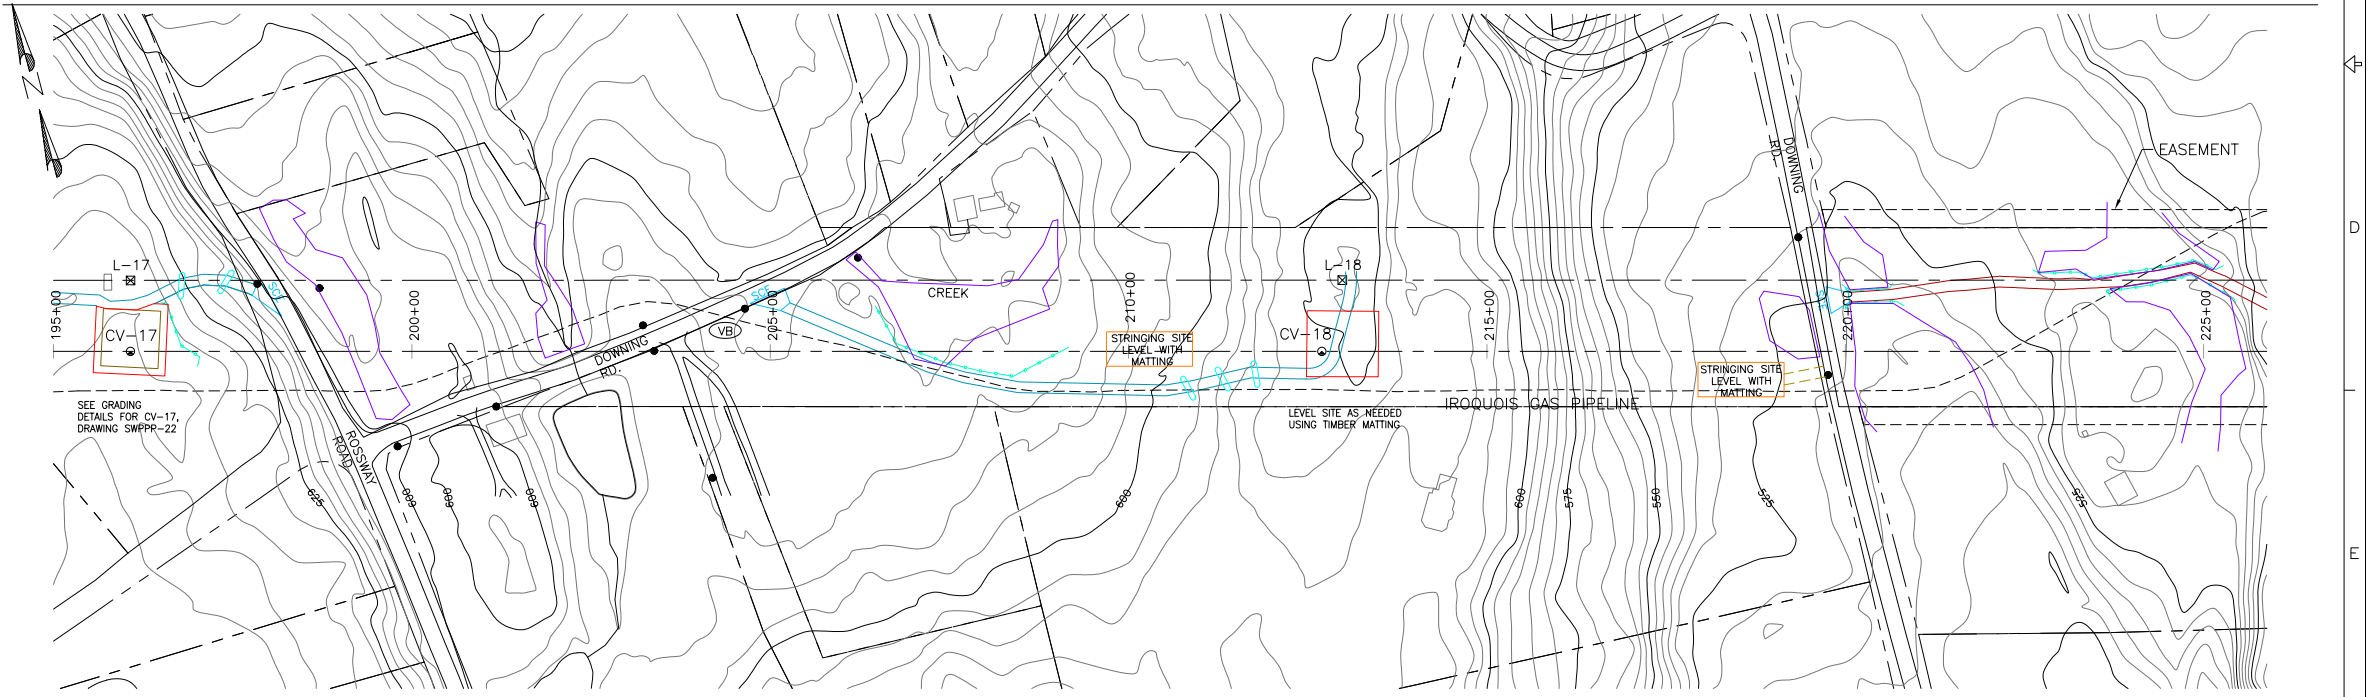 N
D
E
EASEMENT
DOWNING
RD.
L-17
SCE
195+00
CV-17
200+00
SEE GRADING
DETAILS FOR CV-17,
DRAWING SWPPP-22
ROSSWAY
ROAD
625
600
600
600
DOWNING
RD.
VB
SCE
205+00
CREEK
210+00
STRINGING SITE
LEVEL WITH
MATTING
600
L-18
CV-18
215+00
LEVEL SITE AS NEEDED
USING TIMBER MATTING
IROQUOIS GAS PIPELINE
600
575
550
525
STRINGING SITE
LEVEL WITH
MATTING
220+00
225+00
525